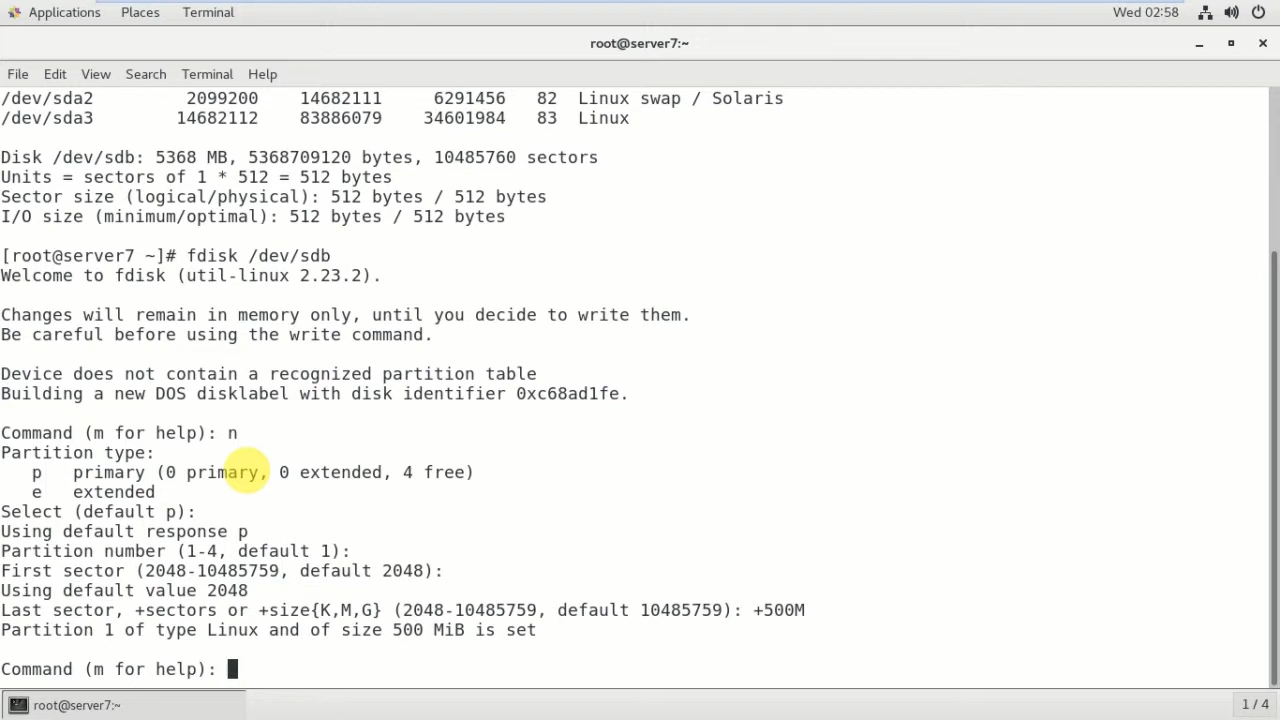 Applications Places Terminal Wed 02:58
root@server7:~
File Edit View Search Terminal Help
/dev/sda2 2099200 14682111 6291456 82 Linux swap / Solaris
/dev/sda3 14682112 83886079 34601984 83 Linux
Disk /dev/sdb: 5368 MB, 5368709120 bytes, 10485760 sectors
Units = sectors of 1 * 512 = 512 bytes
Sector size (logical/physical): 512 bytes / 512 bytes
I/O size (minimum/optimal): 512 bytes / 512 bytes
[root@server7 ~]# fdisk /dev/sdb
Welcome to fdisk (util-linux 2.23.2).
Changes will remain in memory only, until you decide to write them.
Be careful before using the write command.
Device does not contain a recognized partition table
Building a new DOS disklabel with disk identifier 0xc68ad1fe.
Command (m for help): n
Partition type:
p primary (0 primary, 0 extended, 4 free)
e extended
Select (default p):
Using default response p
Partition number (1-4, default 1):
First sector (2048-10485759, default 2048):
Using default value 2048
Last sector, +sectors or +size{K,M,G} (2048-10485759, default 10485759): +500M
Partition 1 of type Linux and of size 500 MiB is set
Command (m for help):
root@server7:~ 1 / 4